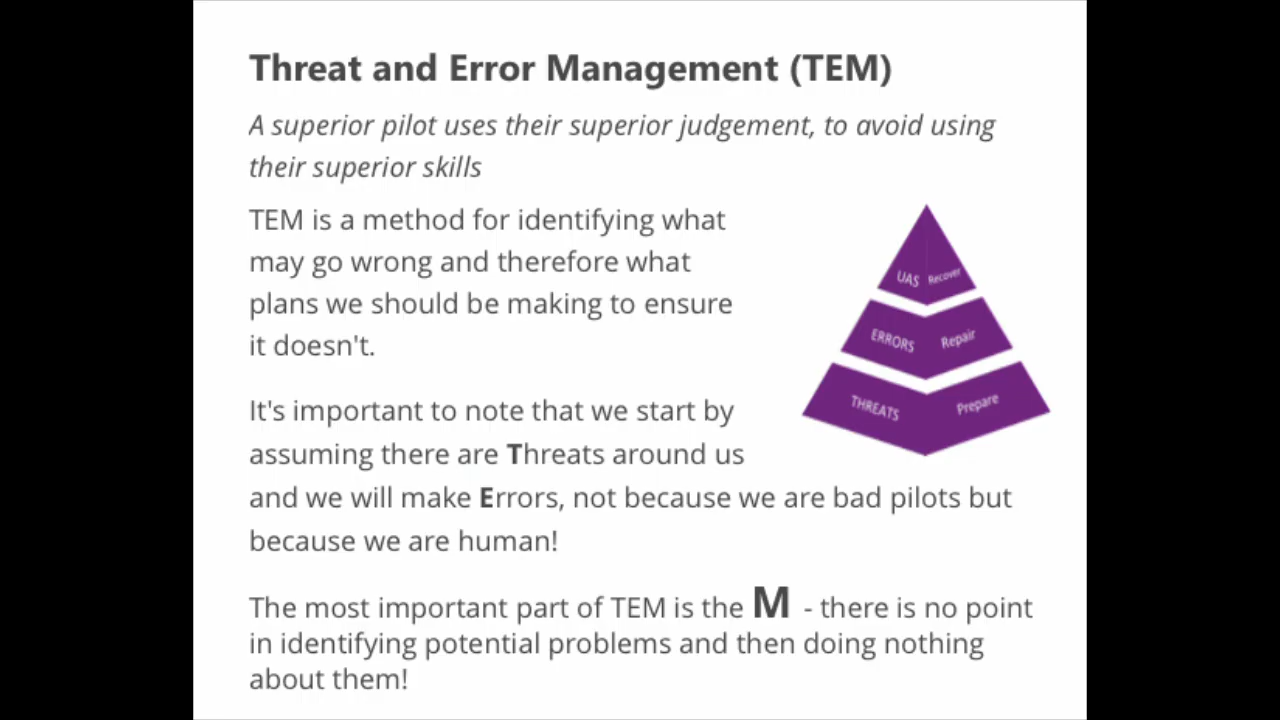 Threat and Error Management (TEM)
A superior pilot uses their superior judgement, to avoid using
their superior skills
TEM is a method for identifying what
may go wrong and therefore what
plans we should be making to ensure
it doesn't.
UAS Recover
ERRORS Repair
THREATS Prepare
It's important to note that we start by
assuming there are Threats around us
and we will make Errors, not because we are bad pilots but
because we are human!
The most important part of TEM is the M - there is no point
in identifying potential problems and then doing nothing
about them!